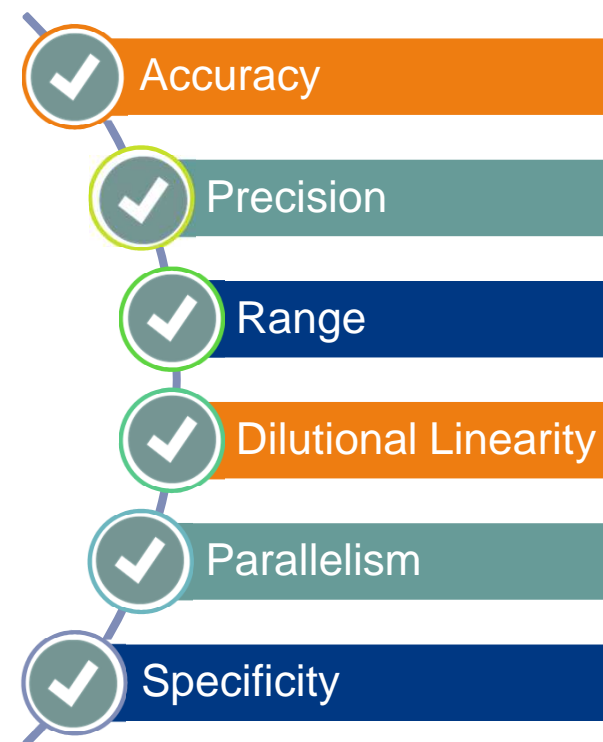 Accuracy
Precision
Range
Dilutional Linearity
Parallelism
Specificity